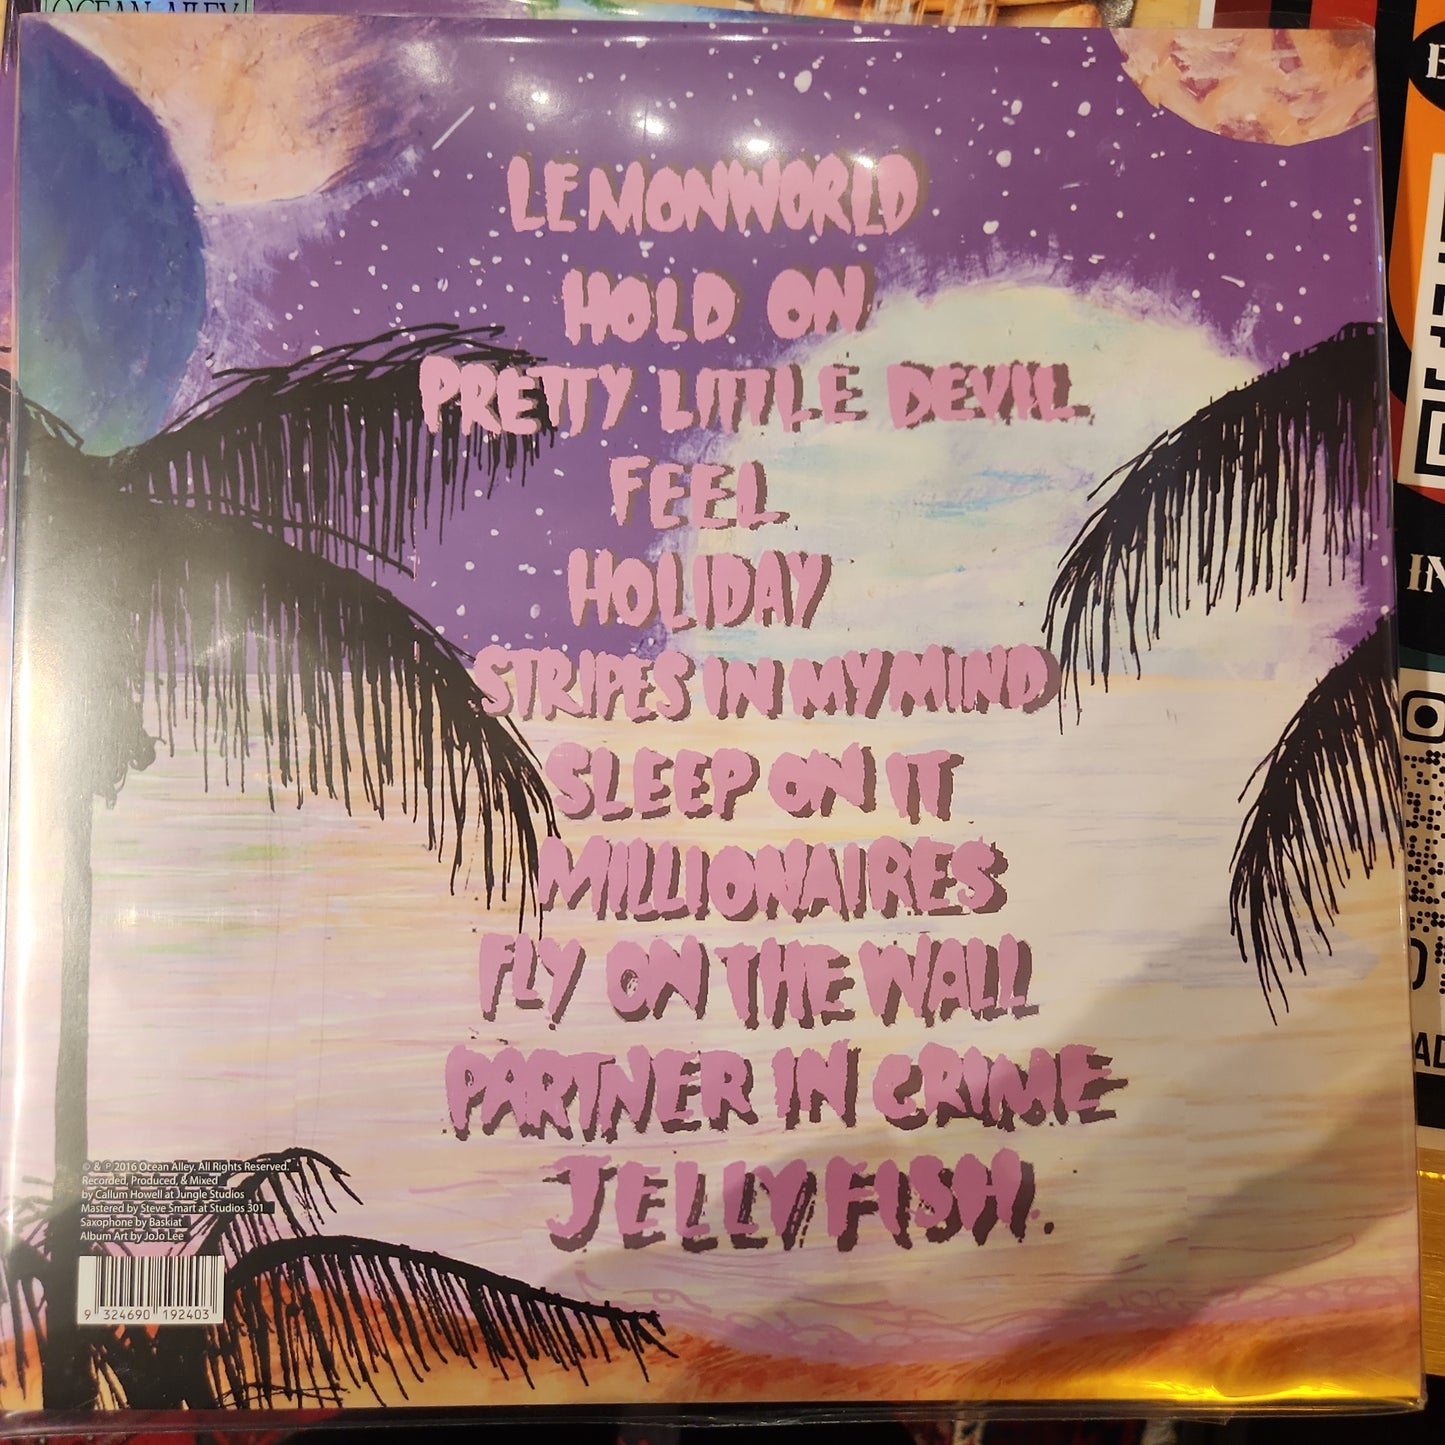 OCEAN ALLEY
LEMONWORLD
HOLD ON
PRETTY LITTLE DEVIL
FEEL
HOLIDAY
STRIPES IN MY MIND
SLEEP ON IT
MILLIONAIRES
FLY ON THE WALL
PARTNER IN CRIME
JELLYFISH.
© & ℗ 2016 Ocean Alley. All Rights Reserved.
Recorded, Produced, & Mixed
by Callum Howell at Jungle Studios
Mastered by Steve Smart at Studios 301
Saxophone by Baskiat
Album Art by JoJo Lee
9 324690 192403